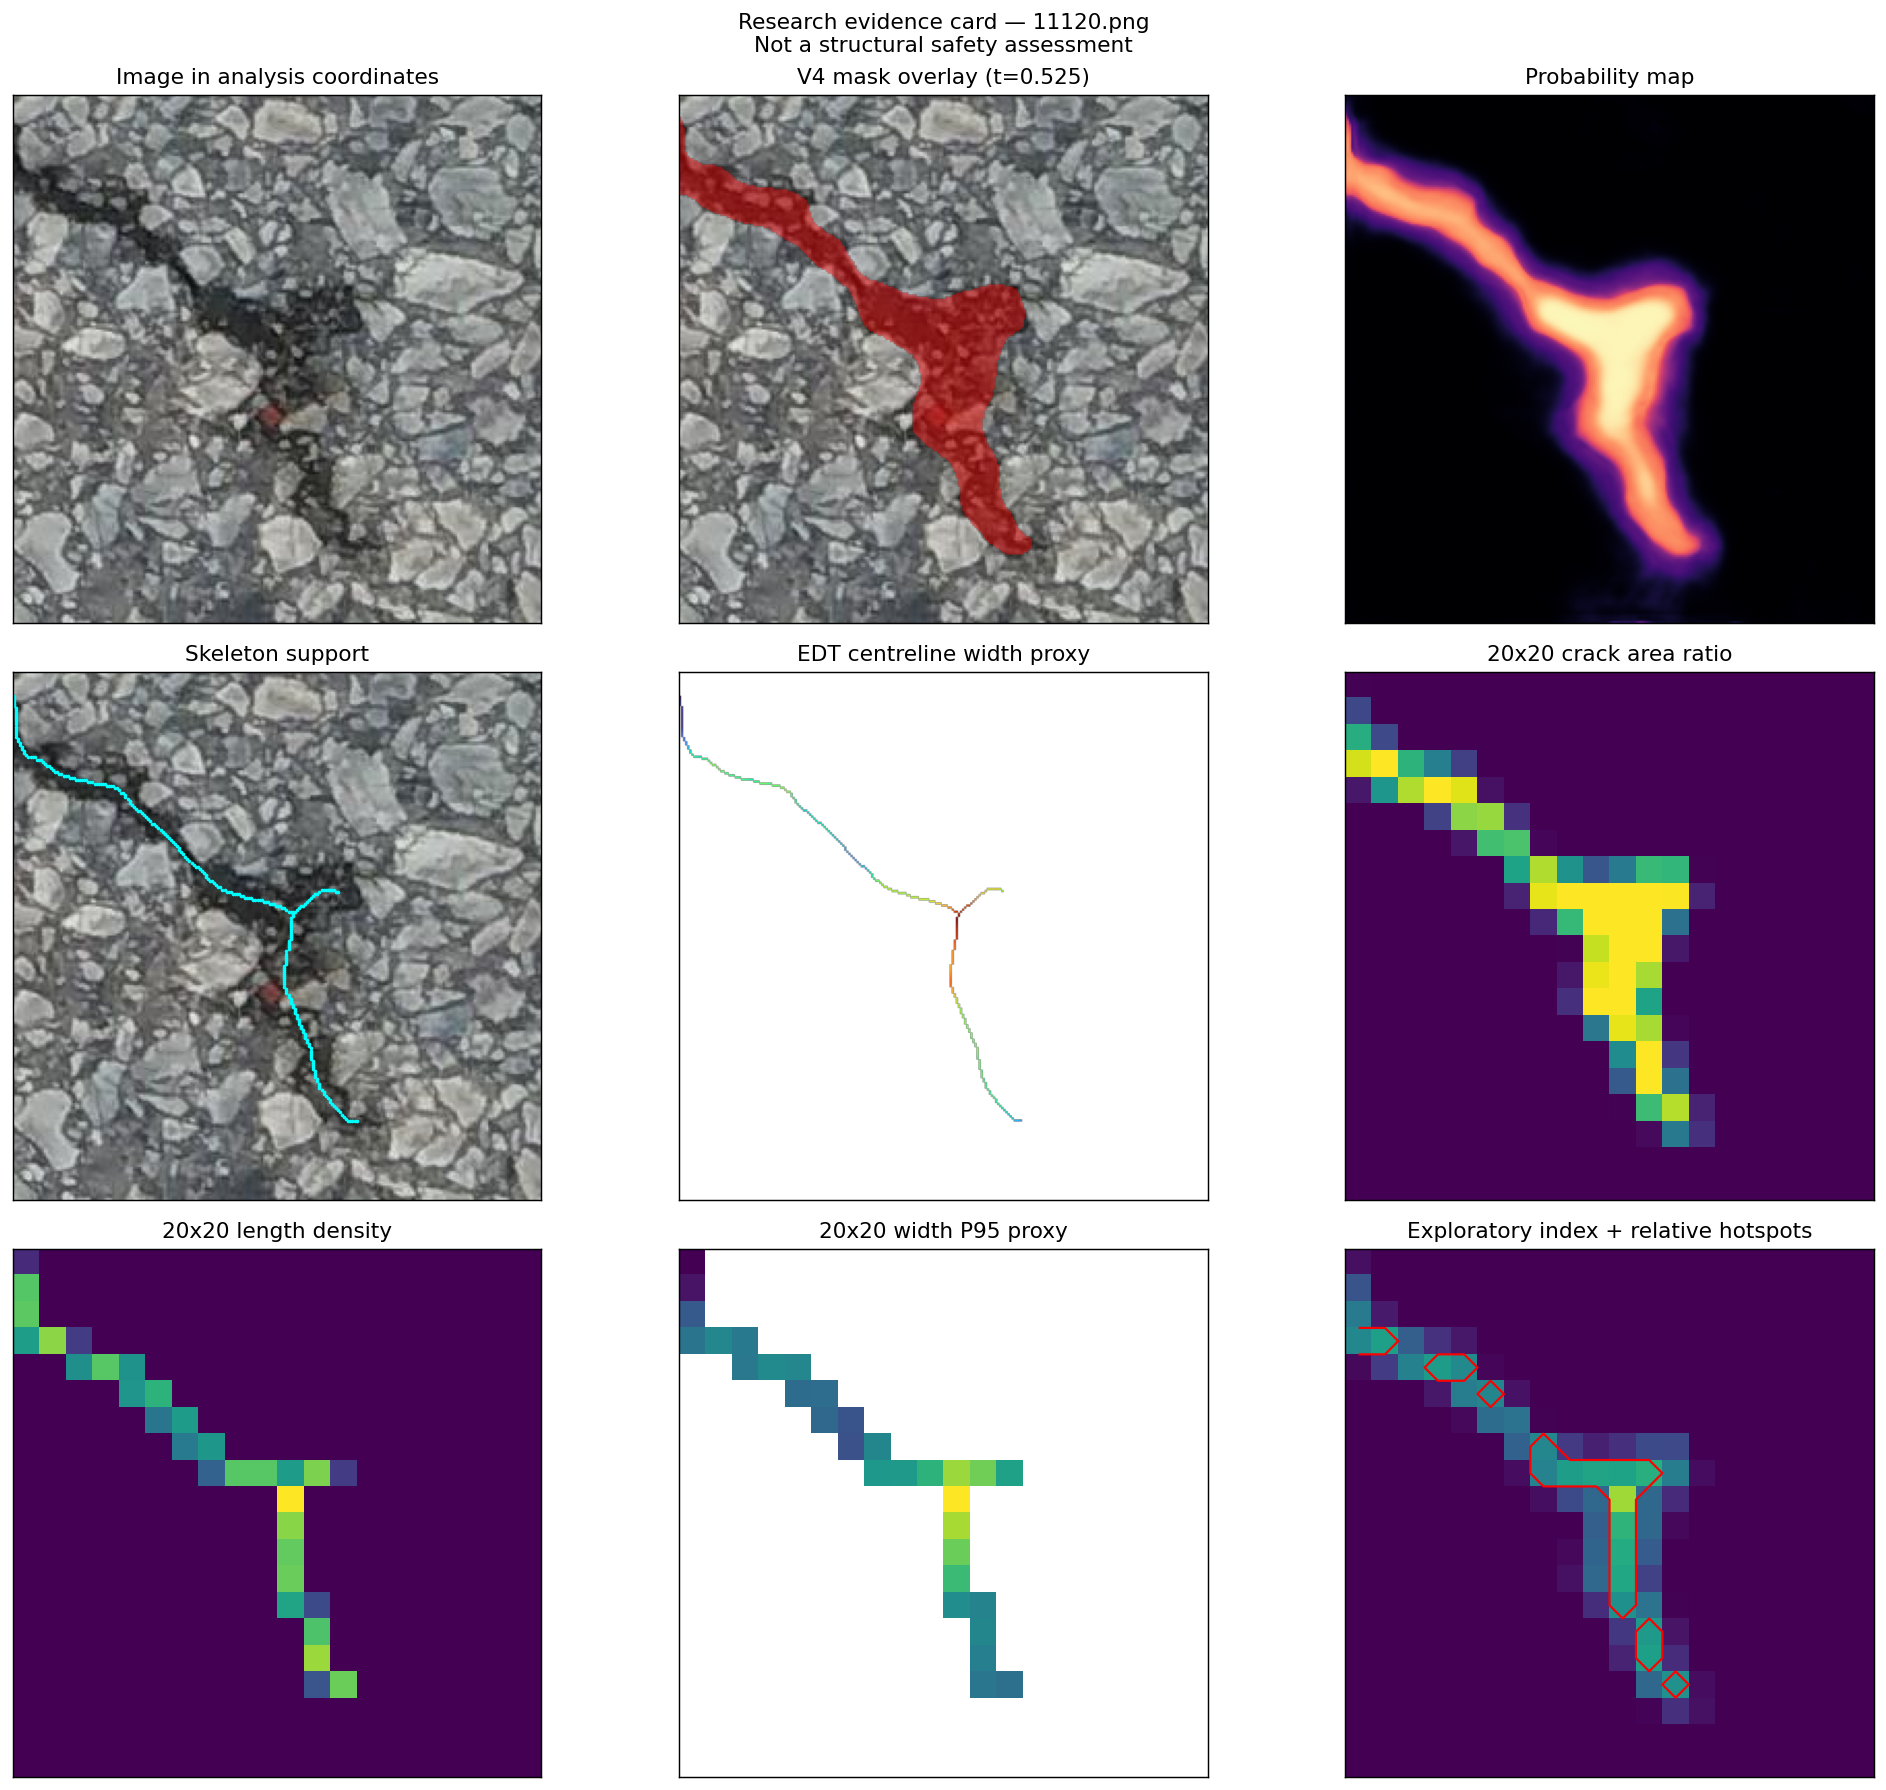 Research evidence card — 11120.png
Not a structural safety assessment
Image in analysis coordinates
V4 mask overlay (t=0.525)
Probability map
Skeleton support
EDT centreline width proxy
20x20 crack area ratio
20x20 length density
20x20 width P95 proxy
Exploratory index + relative hotspots